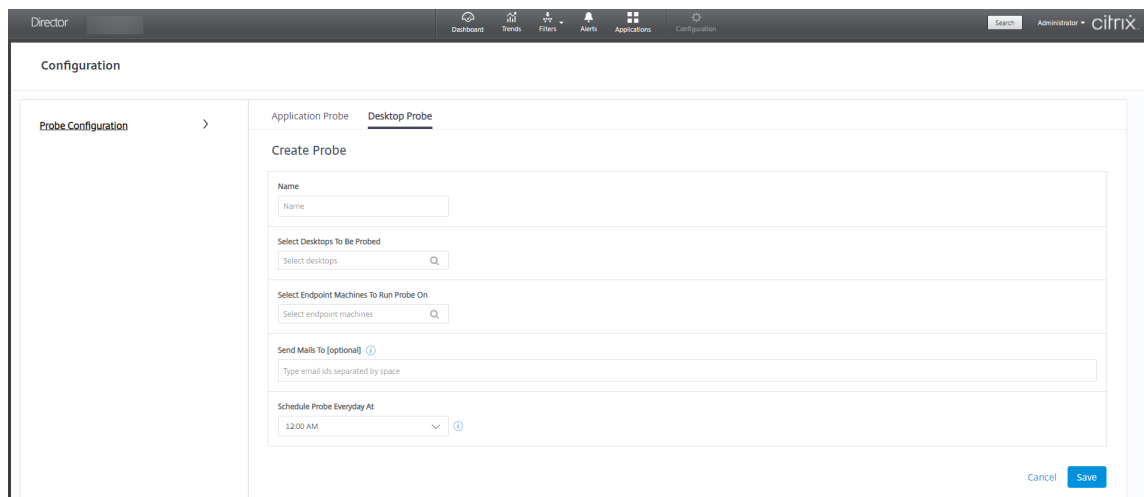 Director
Dashboard
Trends
Filters
Alerts
Applications
Configuration
Search
Administrator
citrix
Configuration
Probe Configuration
Application Probe
Desktop Probe
Create Probe
Name
Name
Select Desktops To Be Probed
Select desktops
Select Endpoint Machines To Run Probe On
Select endpoint machines
Send Mails To [optional]
Type email ids separated by space
Schedule Probe Everyday At
12:00 AM
Cancel
Save